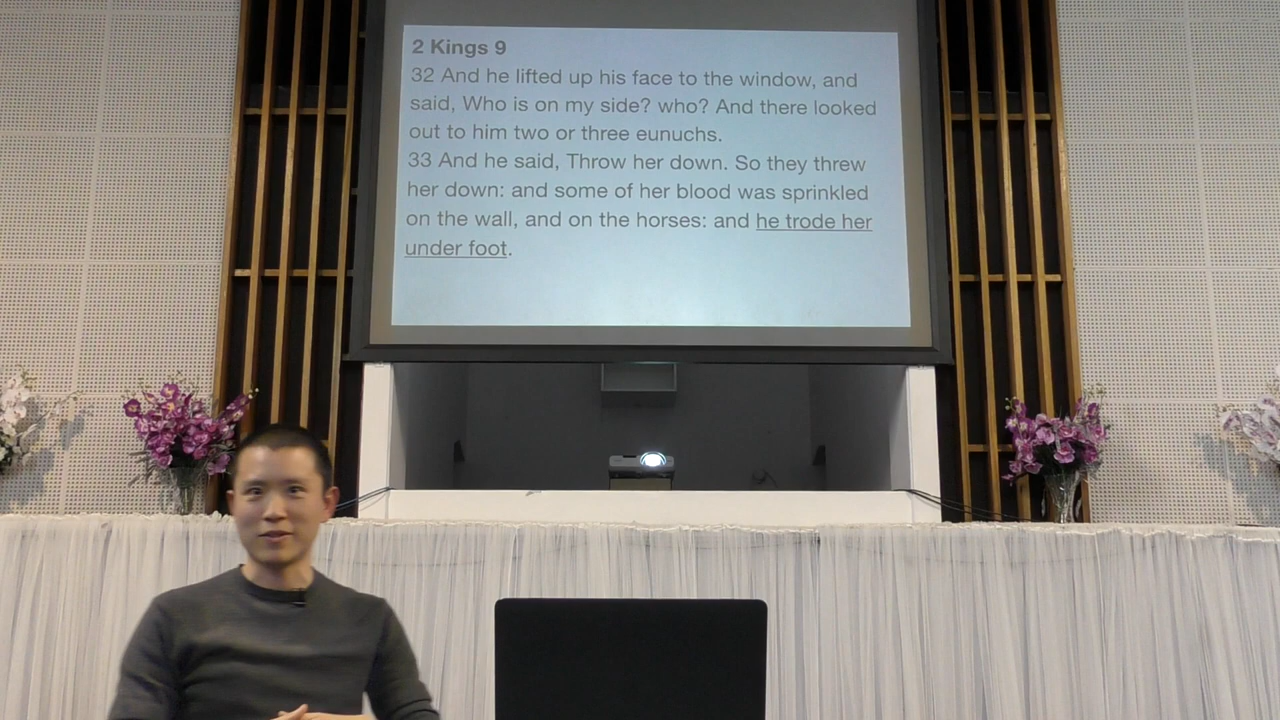 2 Kings 9
32 And he lifted up his face to the window, and
said, Who is on my side? who? And there looked
out to him two or three eunuchs.
33 And he said, Throw her down. So they threw
her down: and some of her blood was sprinkled
on the wall, and on the horses: and he trode her
under foot.